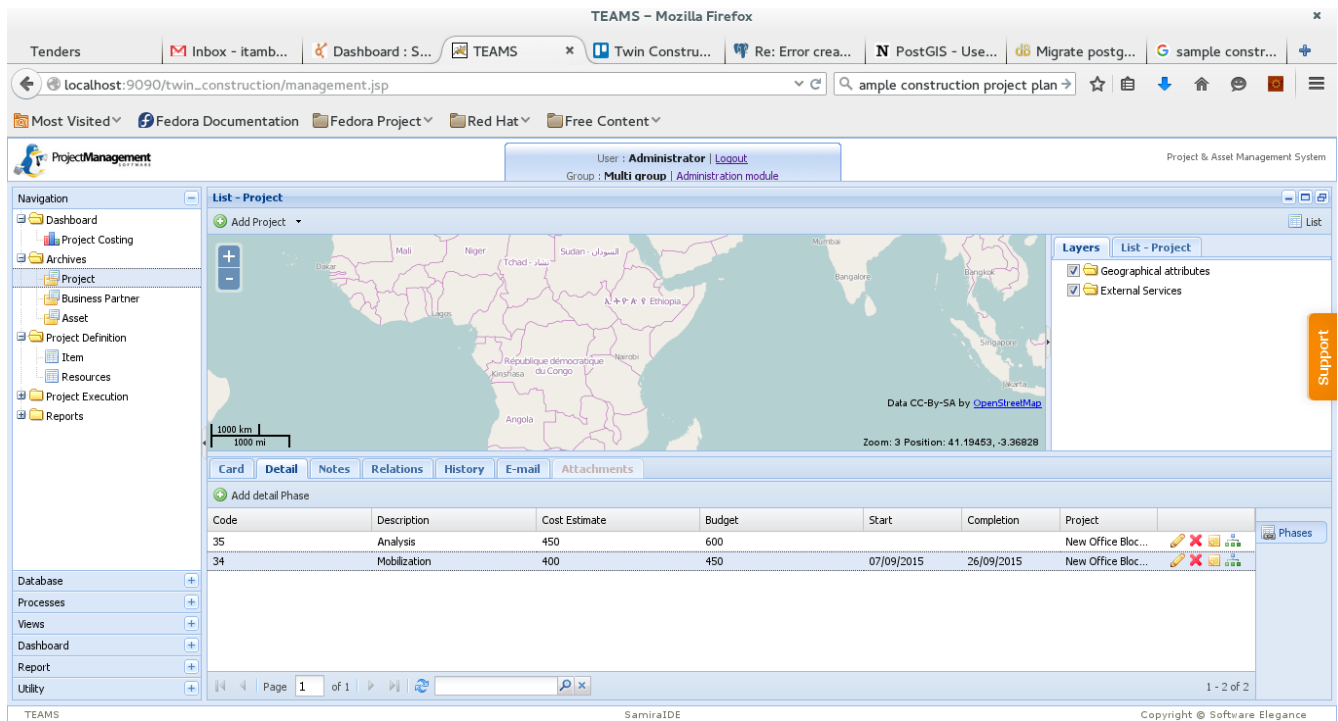 TEAMS - Mozilla Firefox
Tenders
Inbox - itamb...
Dashboard : S...
TEAMS
Twin Constru...
Re: Error crea...
PostGIS - Use...
Migrate postg...
sample constr...
localhost:9090/twin_construction/management.jsp
ample construction project plan
Most Visited
Fedora Documentation
Fedora Project
Red Hat
Free Content
ProjectManagement
SOFTWARE
User : Administrator | Logout
Group : Multi group | Administration module
Project & Asset Management System
Navigation
Dashboard
Project Costing
Archives
Project
Business Partner
Asset
Project Definition
Item
Resources
Project Execution
Reports
Database
Processes
Views
Dashboard
Report
Utility
List - Project
Add Project
List
Dakar
Mali
Niger
Tchad - تشاد
Sudan - السودان
Lagos
ኢትዮጵያ Ethiopia
République démocratique
du Congo
Kinshasa
Nairobi
Angola
Mumbai
Bangalore
Bangkok
Singapore
Jakarta
Data CC-By-SA by OpenStreetMap
1000 km
1000 mi
Zoom: 3 Position: 41.19453, -3.36828
Layers
List - Project
Geographical attributes
External Services
Support
Card
Detail
Notes
Relations
History
E-mail
Attachments
Add detail Phase
Code Description Cost Estimate Budget Start Completion Project
35 Analysis 450 600 New Office Bloc...
34 Mobilization 400 450 07/09/2015 26/09/2015 New Office Bloc...
Phases
Page 1 of 1
1 - 2 of 2
TEAMS
SamiraIDE
Copyright © Software Elegance